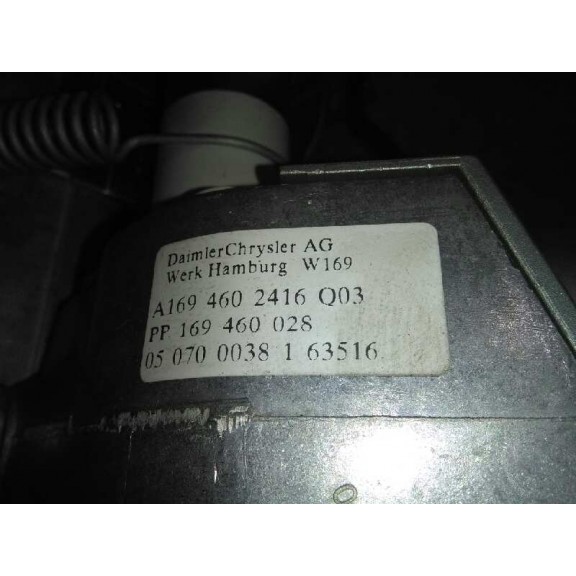 DaimlerChrysler AG
Werk Hamburg W169
A169 460 2416 Q03
PP 169 460 028
05 070 0038 1 63516